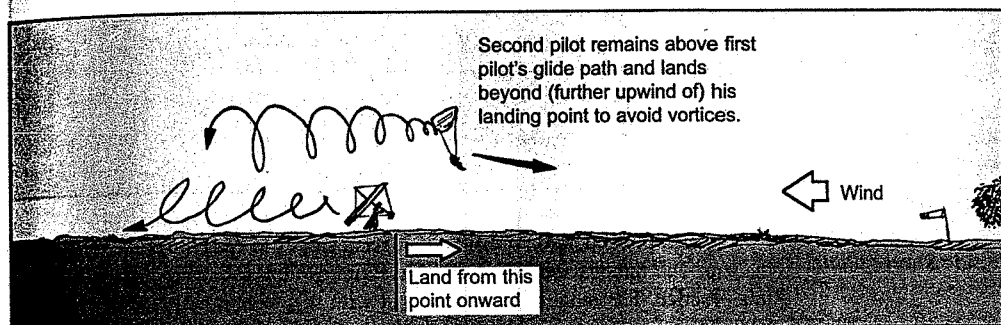 Second pilot remains above first
pilot's glide path and lands
beyond (further upwind of) his
landing point to avoid vortices.
Wind
Land from this
point onward